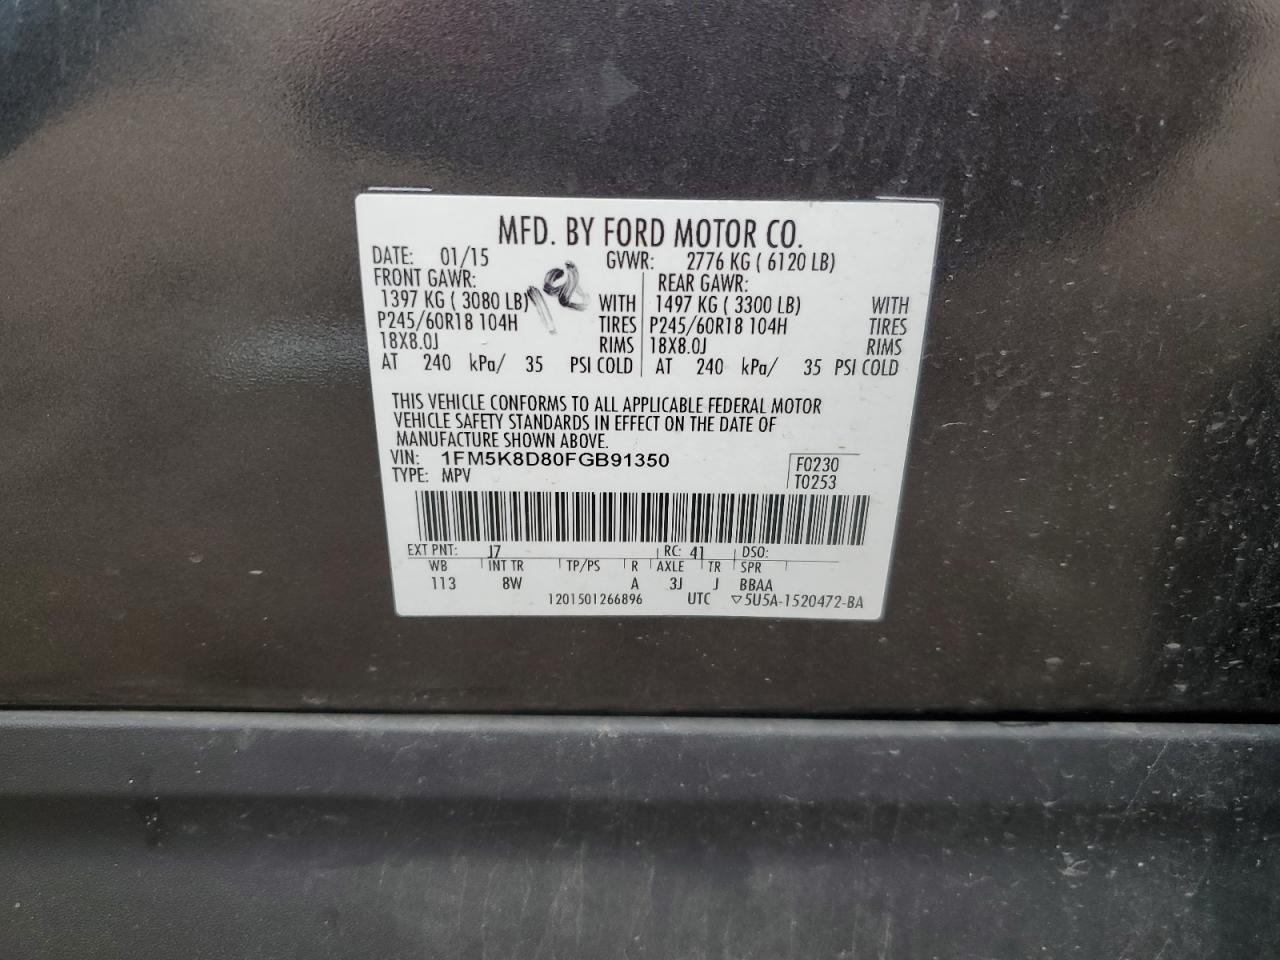 MFD. BY FORD MOTOR CO.
DATE: 01/15 GVWR: 2776 KG ( 6120 LB)
FRONT GAWR: REAR GAWR:
1397 KG ( 3080 LB) WITH 1497 KG ( 3300 LB) WITH
P245/60R18 104H TIRES P245/60R18 104H TIRES
18X8.0J RIMS 18X8.0J RIMS
AT 240 kPa/ 35 PSI COLD AT 240 kPa/ 35 PSI COLD
THIS VEHICLE CONFORMS TO ALL APPLICABLE FEDERAL MOTOR
VEHICLE SAFETY STANDARDS IN EFFECT ON THE DATE OF
MANUFACTURE SHOWN ABOVE.
VIN: 1FM5K8D80FGB91350 F0230
TYPE: MPV T0253
EXT PNT: J7 RC: 41 DSO:
WB INT TR TP/PS R AXLE TR SPR
113 8W A 3J J BBAA
1201501266896 UTC ▽5U5A-1520472-BA